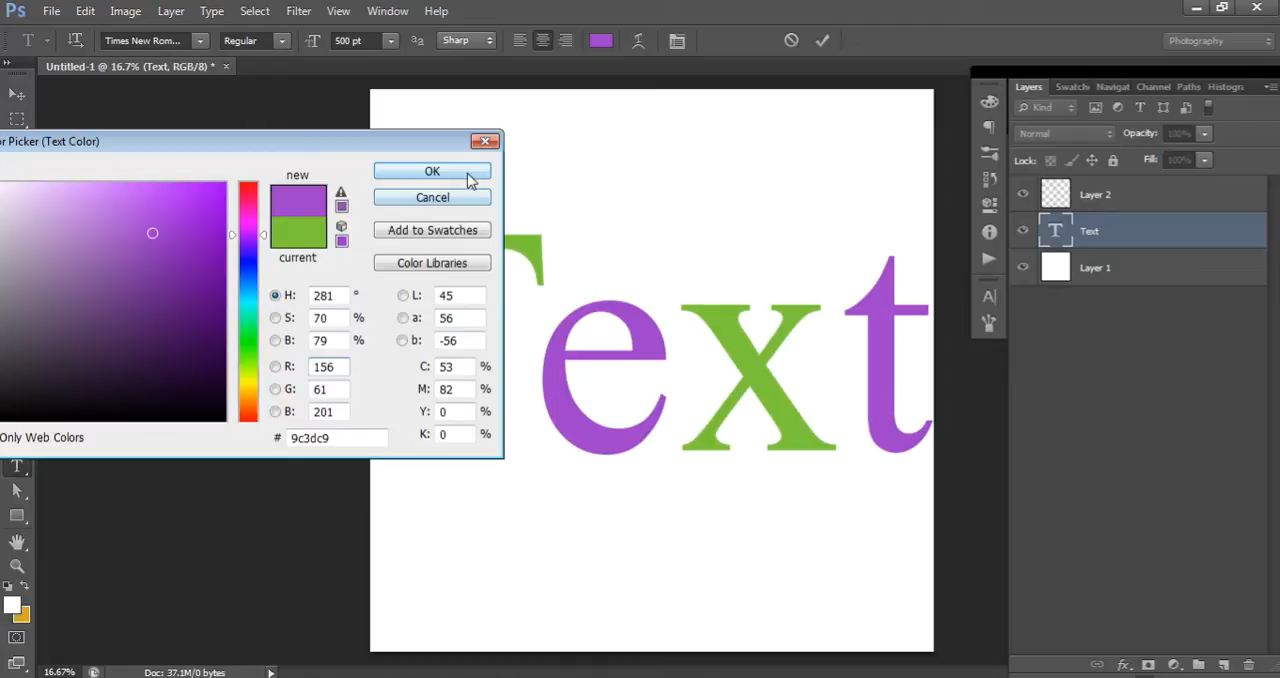 Ps File Edit Image Layer Type Select Filter View Window Help
T Times New Rom... Regular 500 pt aa Sharp Photography
Untitled-1 @ 16.7% (Text, RGB/8) * ×
Layers Swatch Navigat Channel Paths Histogr
Kind
Normal Opacity: 100%
Lock: Fill: 100%
Layer 2
T Text
Layer 1
or Picker (Text Color)
new
current
OK
Cancel
Add to Swatches
Color Libraries
H: 281 ° L: 45
S: 70 % a: 56
B: 79 % b: -56
R: 156 C: 53 %
G: 61 M: 82 %
B: 201 Y: 0 %
Only Web Colors # 9c3dc9 K: 0 %
Text
16.67% Doc: 37.1M/0 bytes